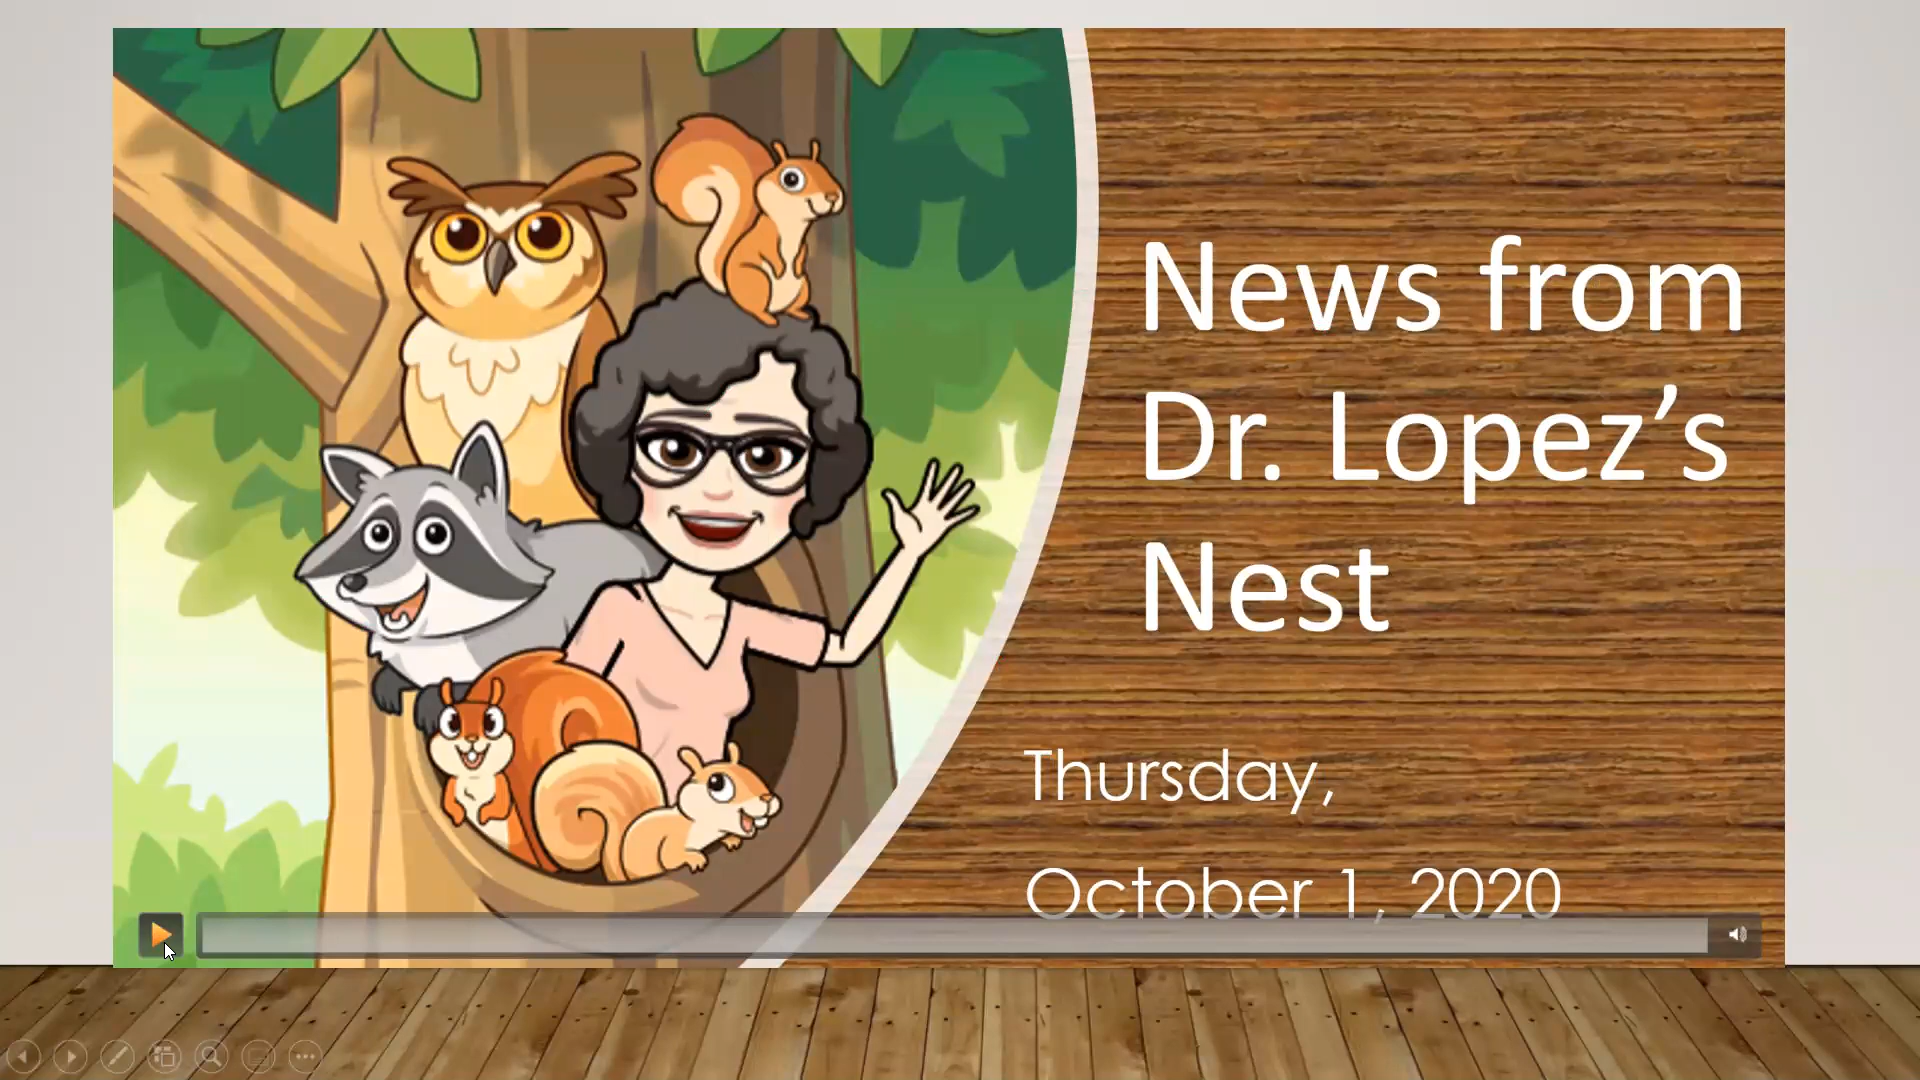 News from
Dr. Lopez’s
Nest
Thursday,
October 1, 2020